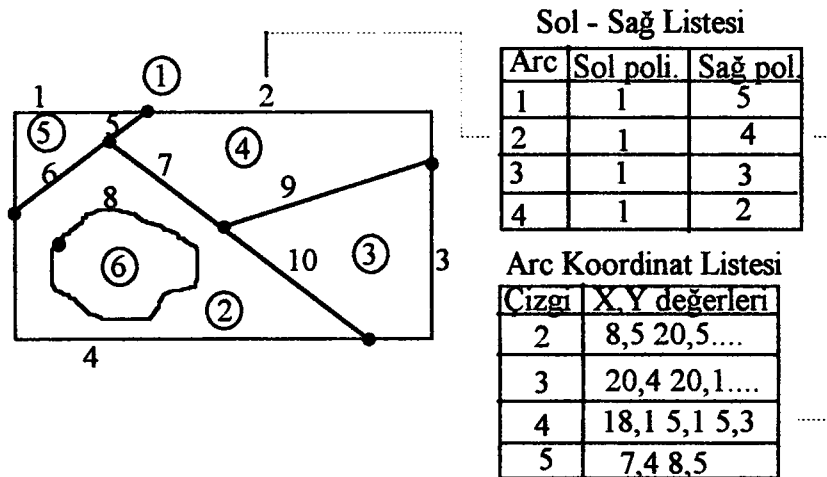 Sol - Sağ Listesi
Arc Sol poli. Sağ pol.
1 1 5
2 1 4
3 1 3
4 1 2
Arc Koordinat Listesi
Çizgi X,Y değerleri
2 8,5 20,5....
3 20,4 20,1....
4 18,1 5,1 5,3
5 7,4 8,5
1
1
2
5
5
4
6
7
8
9
6
10
3
3
2
4